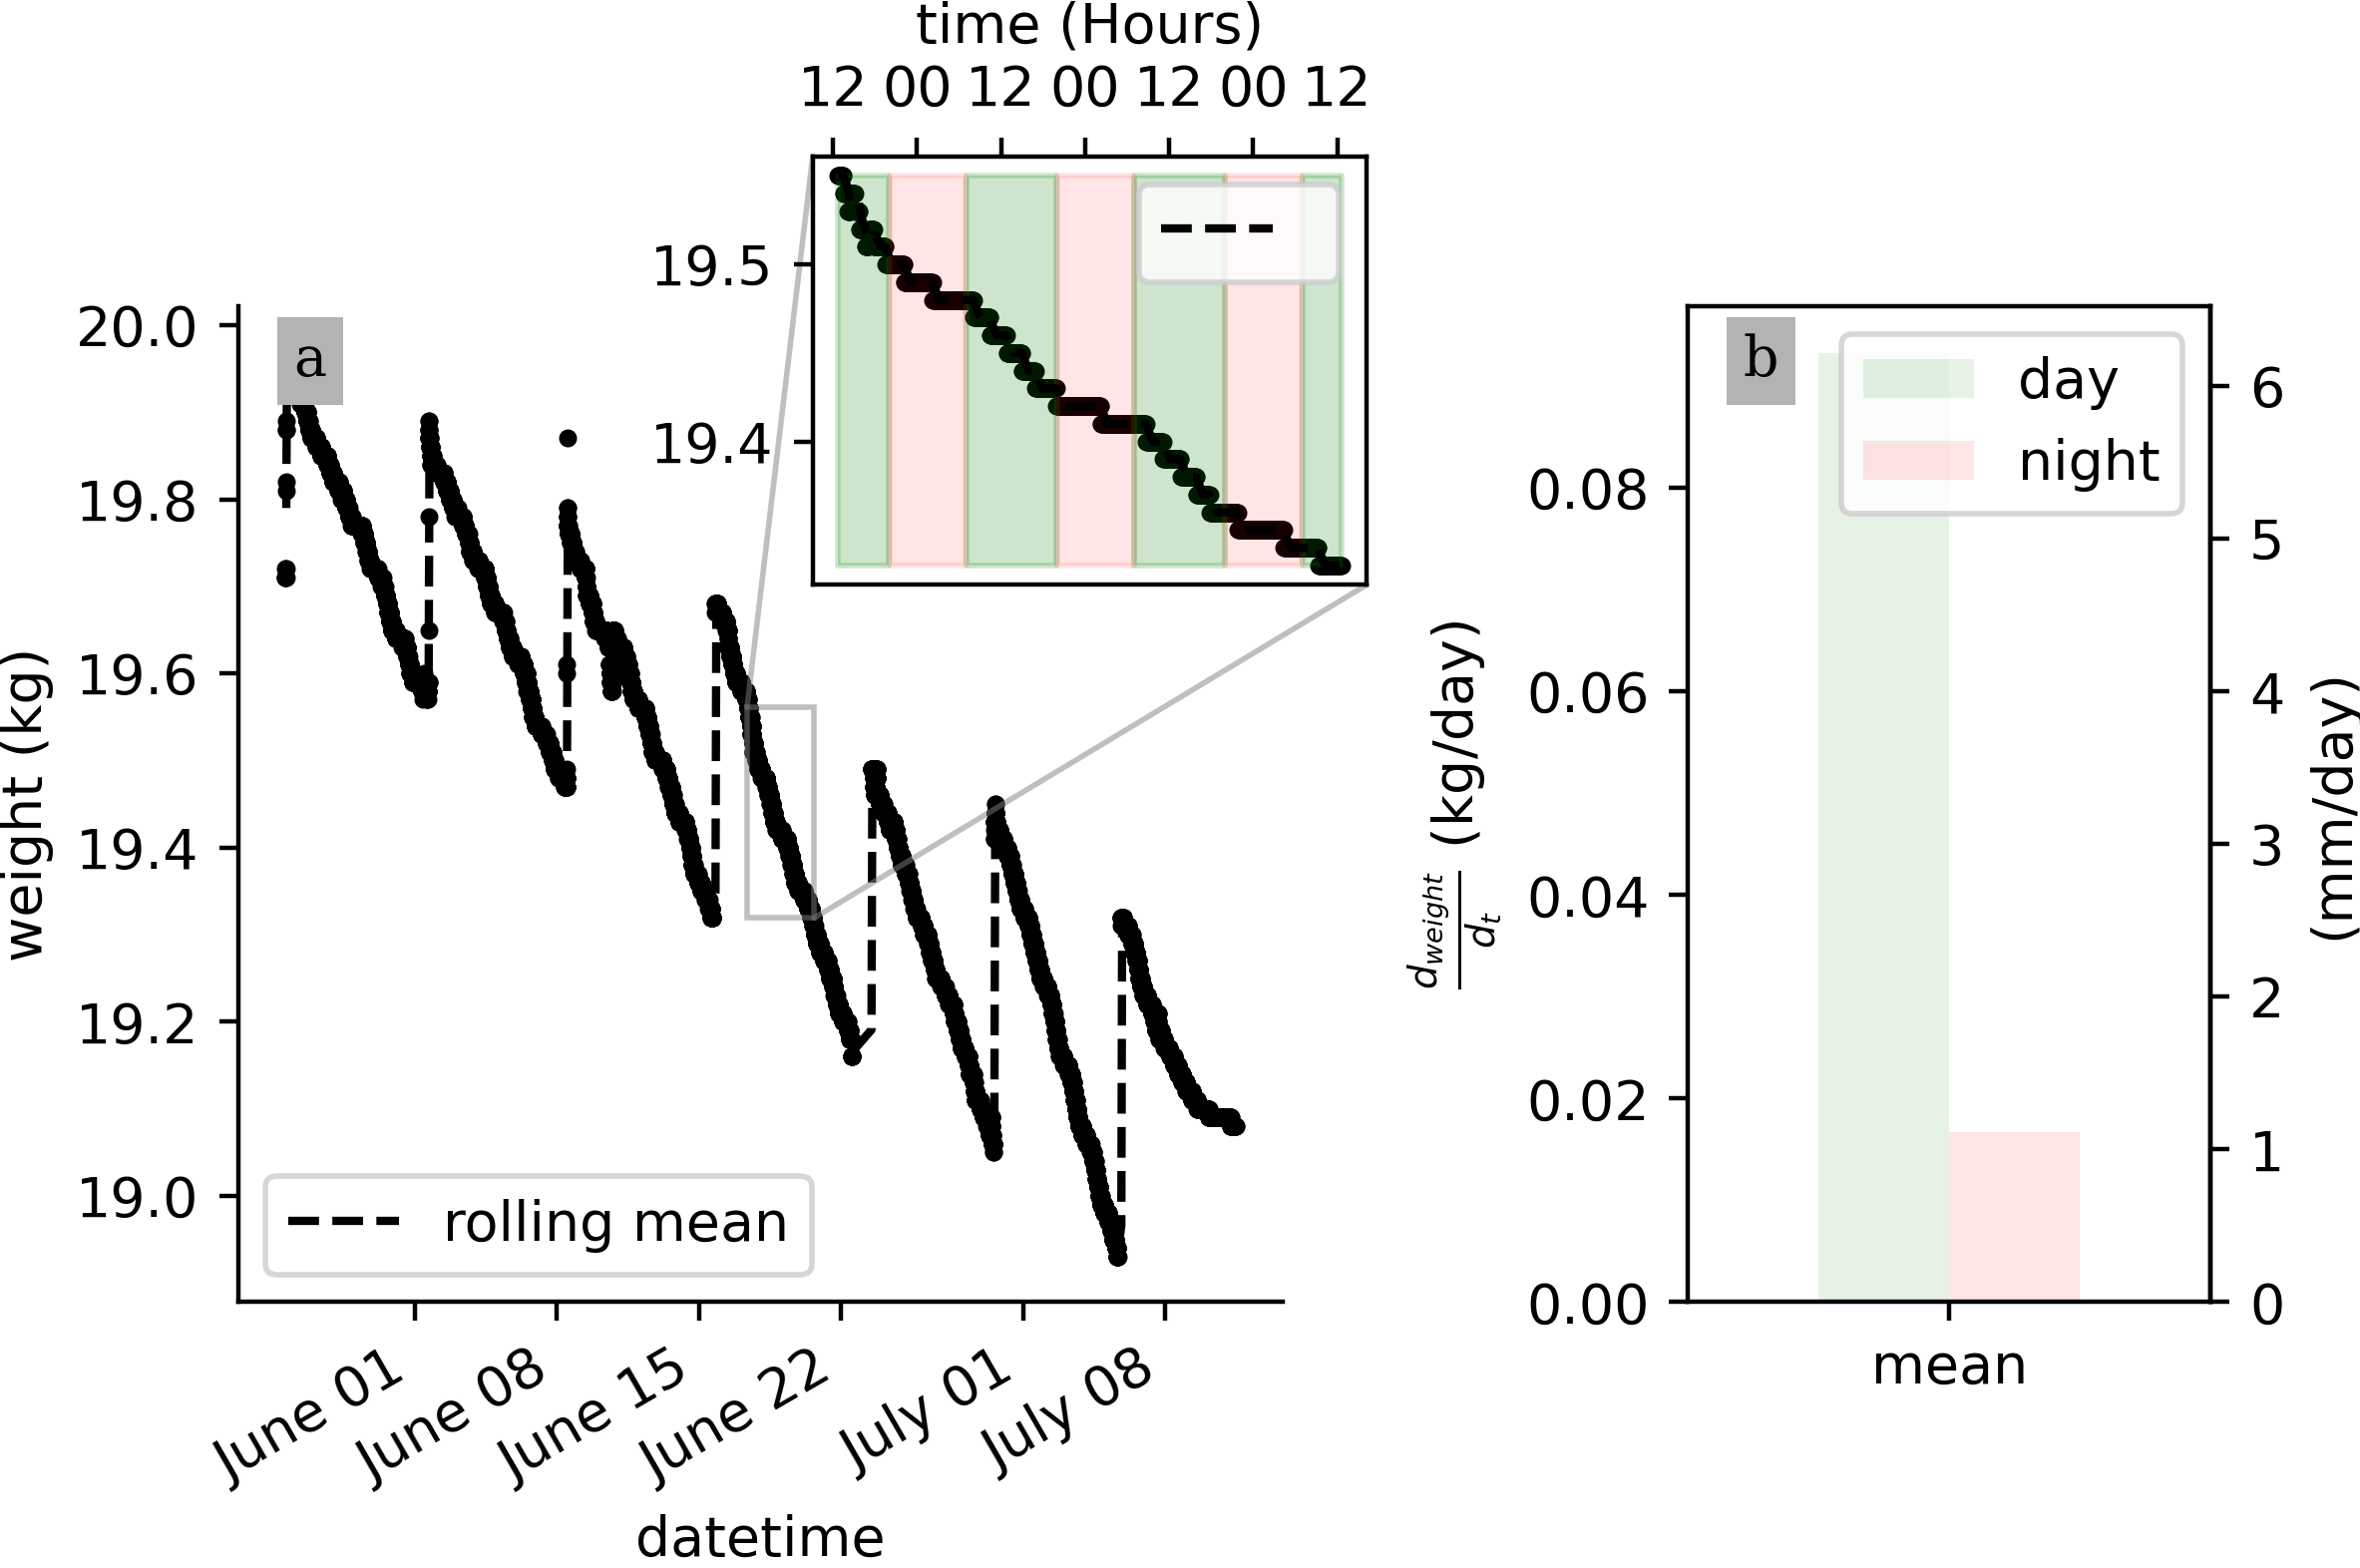 time (Hours)
12 00 12 00 12 00 12
19.5
19.4
20.0
19.8
19.6
19.4
19.2
19.0
weight (kg)
a
rolling mean
June 01
June 08
June 15
June 22
July 01
July 08
datetime
b
day
night
0.08
0.06
0.04
0.02
0.00
d_weight/d_t (kg/day)
6
5
4
3
2
1
0
(mm/day)
mean